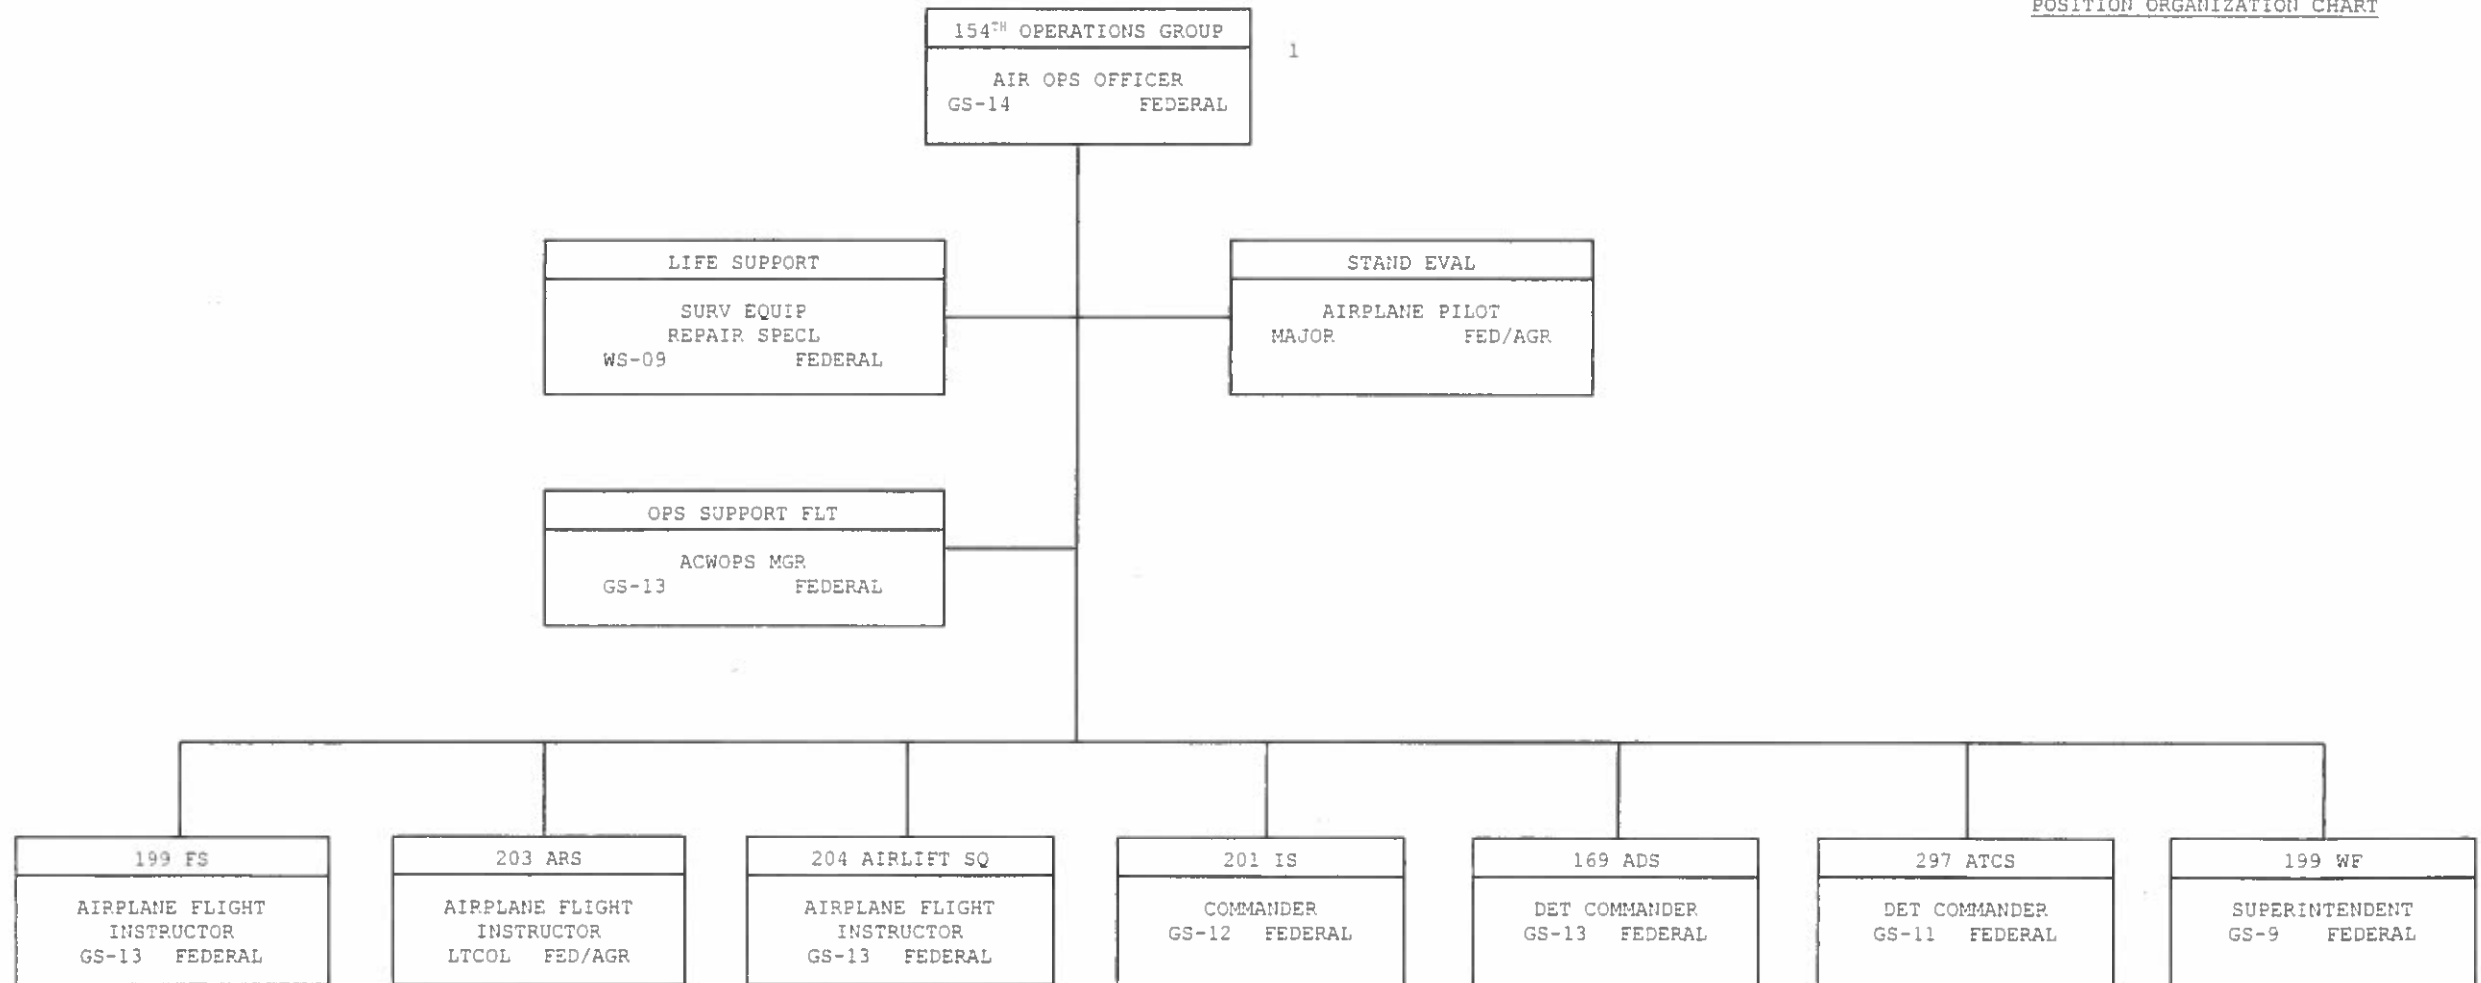 POSITION ORGANIZATION CHART
154TH OPERATIONS GROUP
1
AIR OPS OFFICER
GS-14 FEDERAL
LIFE SUPPORT
SURV EQUIP
REPAIR SPECL
WS-09 FEDERAL
STAND EVAL
AIRPLANE PILOT
MAJOR FED/AGR
OPS SUPPORT FLT
ACWOPS MGR
GS-13 FEDERAL
199 FS
AIRPLANE FLIGHT
INSTRUCTOR
GS-13 FEDERAL
203 ARS
AIRPLANE FLIGHT
INSTRUCTOR
LTCOL FED/AGR
204 AIRLIFT SQ
AIRPLANE FLIGHT
INSTRUCTOR
GS-13 FEDERAL
201 IS
COMMANDER
GS-12 FEDERAL
169 ADS
DET COMMANDER
GS-13 FEDERAL
297 ATCS
DET COMMANDER
GS-11 FEDERAL
199 WF
SUPERINTENDENT
GS-9 FEDERAL